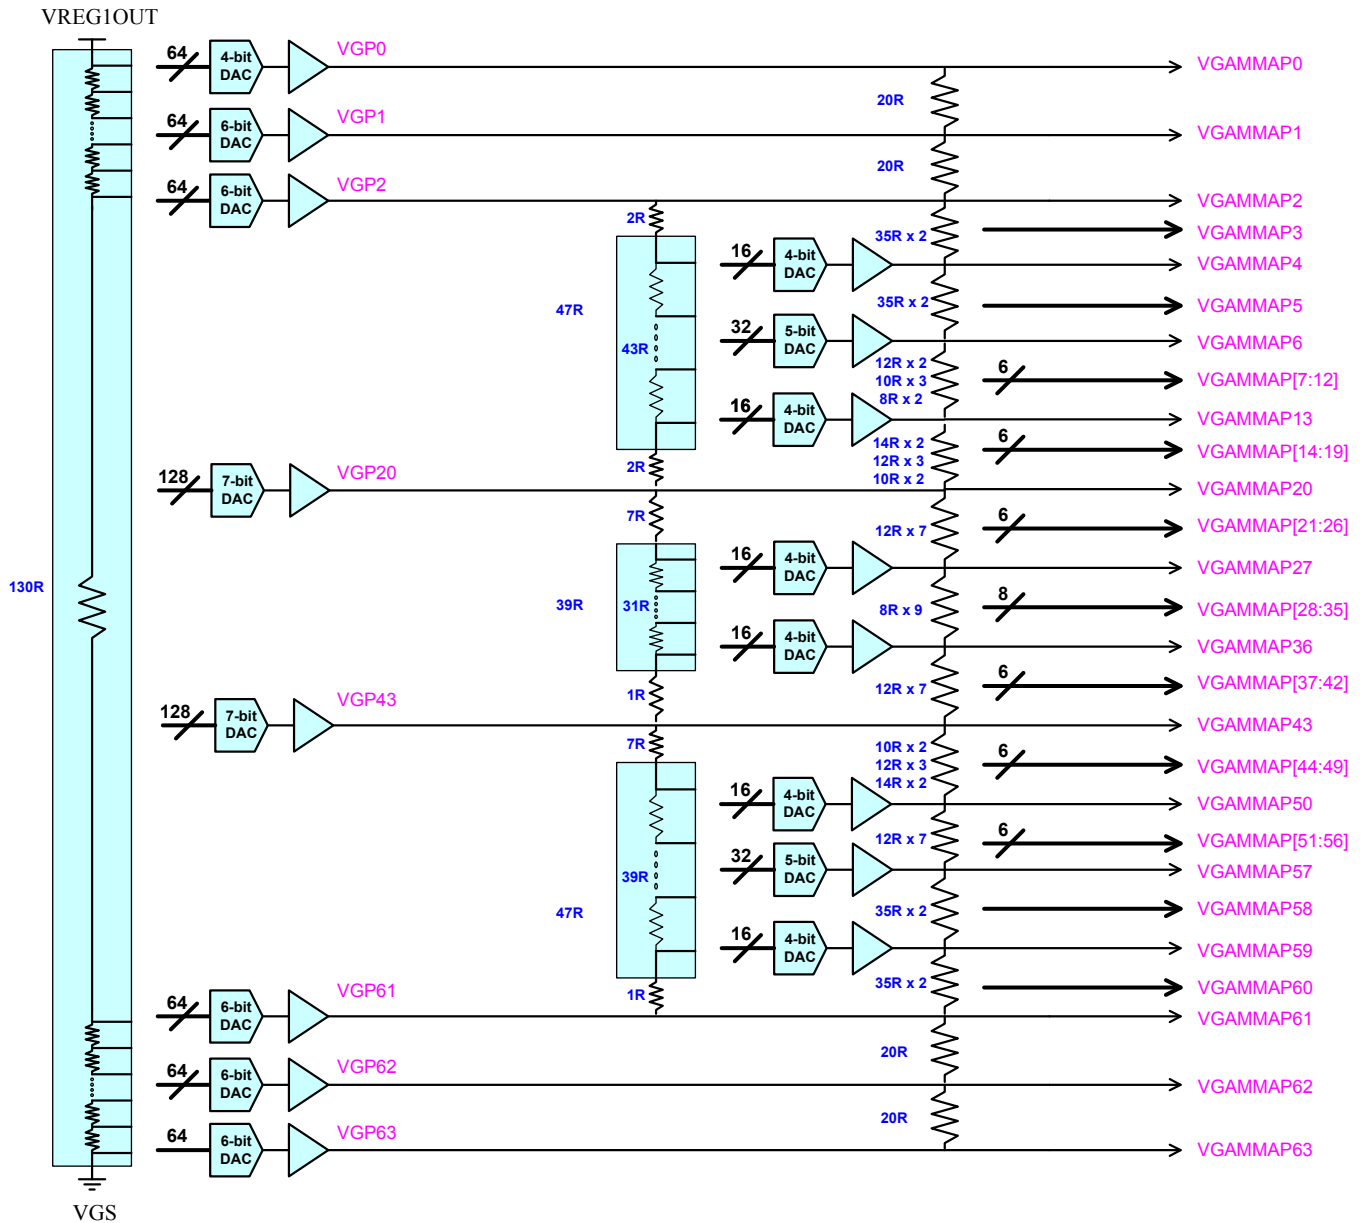 VREG1OUT
64
4-bit
DAC
VGP0
VGAMMAP0
20R
64
6-bit
DAC
VGP1
VGAMMAP1
20R
64
6-bit
DAC
VGP2
VGAMMAP2
2R
35R x 2
VGAMMAP3
16
4-bit
DAC
VGAMMAP4
47R
35R x 2
VGAMMAP5
43R
32
5-bit
DAC
VGAMMAP6
12R x 2
10R x 3
8R x 2
6
VGAMMAP[7:12]
16
4-bit
DAC
VGAMMAP13
14R x 2
12R x 3
10R x 2
6
VGAMMAP[14:19]
2R
128
7-bit
DAC
VGP20
VGAMMAP20
7R
12R x 7
6
VGAMMAP[21:26]
16
4-bit
DAC
VGAMMAP27
130R
39R
31R
8R x 9
8
VGAMMAP[28:35]
16
4-bit
DAC
VGAMMAP36
1R
12R x 7
6
VGAMMAP[37:42]
128
7-bit
DAC
VGP43
VGAMMAP43
7R
10R x 2
12R x 3
14R x 2
6
VGAMMAP[44:49]
16
4-bit
DAC
VGAMMAP50
12R x 7
6
VGAMMAP[51:56]
39R
32
5-bit
DAC
VGAMMAP57
47R
35R x 2
VGAMMAP58
16
4-bit
DAC
VGAMMAP59
1R
35R x 2
VGAMMAP60
64
6-bit
DAC
VGP61
VGAMMAP61
20R
64
6-bit
DAC
VGP62
VGAMMAP62
20R
64
6-bit
DAC
VGP63
VGAMMAP63
VGS